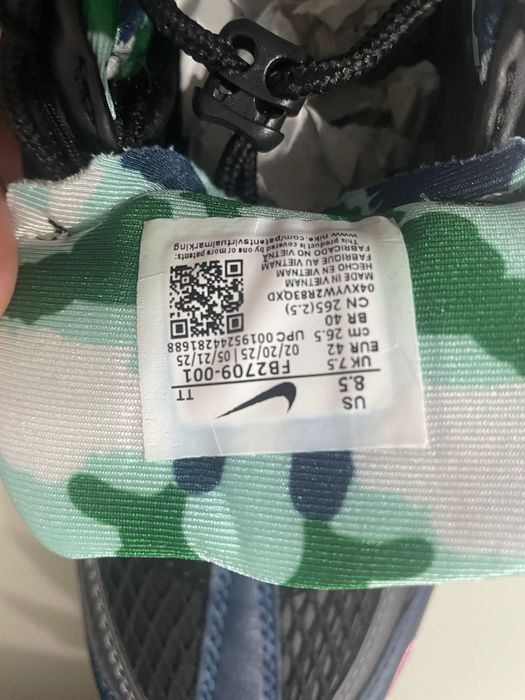 US
8.5
TT
UK 7.5
FB2709-001
EUR 42
02/20/25 | 05/21/25
cm 26.5
UPC 00195244281688
BR 40
CN 265(2.5)
04XVYW2R83QXD
MADE IN VIETNAM
HECHO EN VIETNAM
FABRIQUÉ AU VIETNAM
FABRICADO NO VIETNÃ
This product is covered by one or more patents:
www.nike.com/patentsvirtualmarking